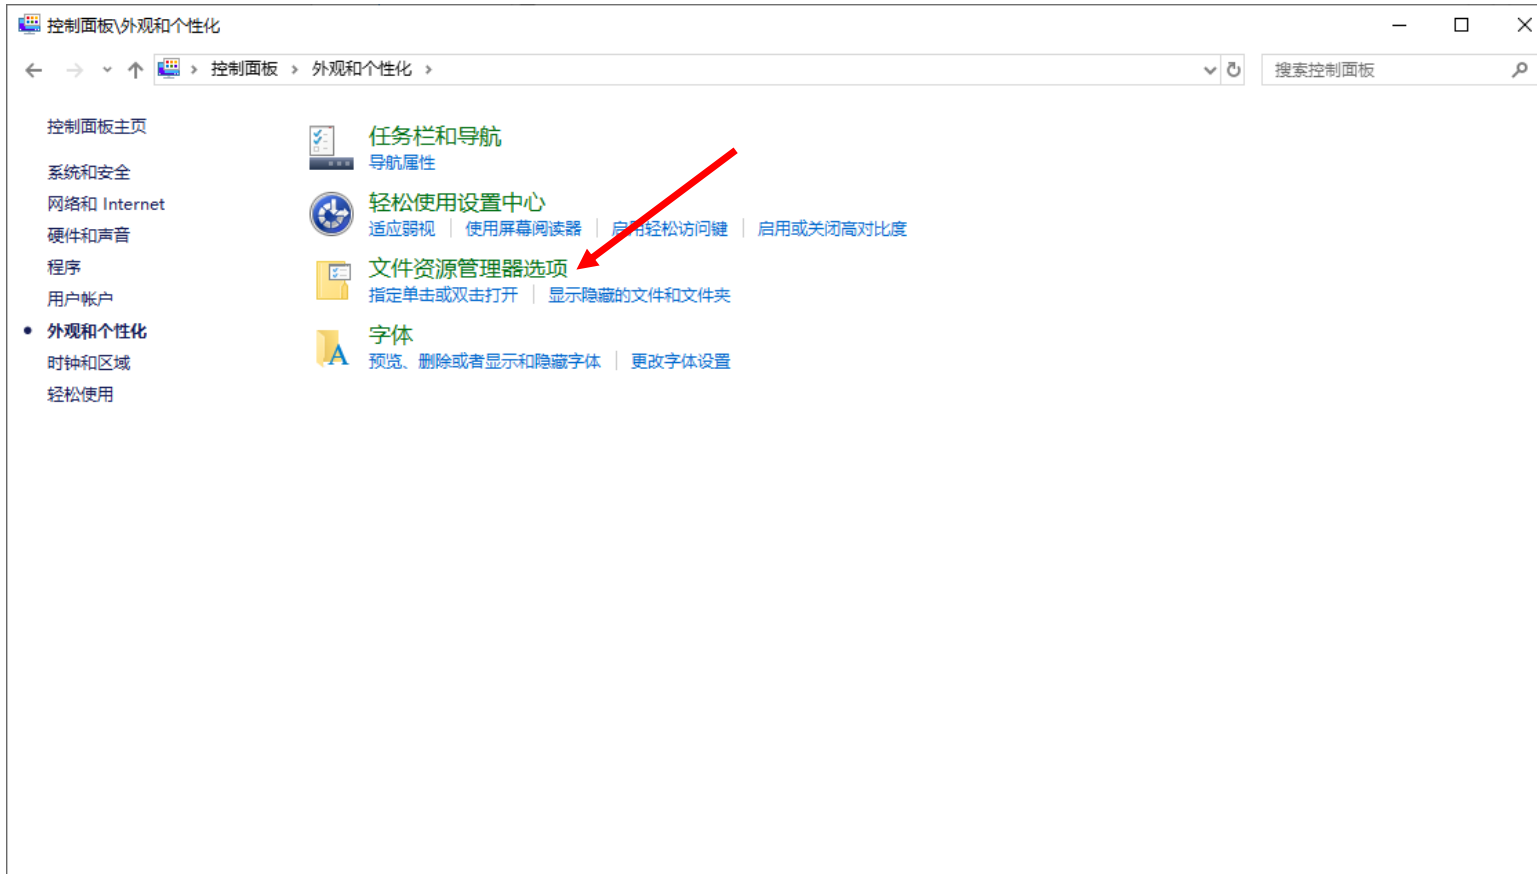 控制面板\外观和个性化
控制面板 外观和个性化
搜索控制面板
控制面板主页
系统和安全
网络和 Internet
硬件和声音
程序
用户帐户
外观和个性化
时钟和区域
轻松使用
任务栏和导航
导航属性
轻松使用设置中心
适应弱视 使用屏幕阅读器 启用轻松访问键 启用或关闭高对比度
文件资源管理器选项
指定单击或双击打开 显示隐藏的文件和文件夹
字体
预览、删除或者显示和隐藏字体 更改字体设置